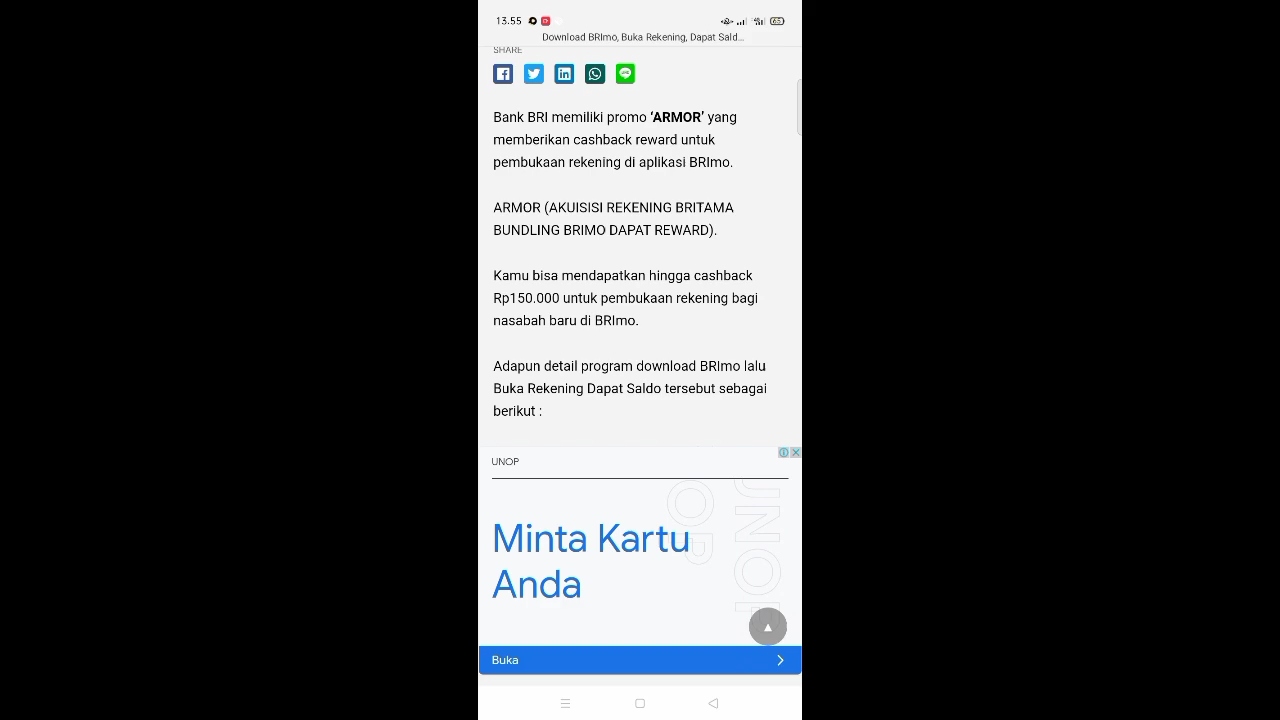 13.55
65
Download BRImo, Buka Rekening, Dapat Sald...
SHARE
Bank BRI memiliki promo ‘ARMOR’ yang
memberikan cashback reward untuk
pembukaan rekening di aplikasi BRImo.
ARMOR (AKUISISI REKENING BRITAMA
BUNDLING BRIMO DAPAT REWARD).
Kamu bisa mendapatkan hingga cashback
Rp150.000 untuk pembukaan rekening bagi
nasabah baru di BRImo.
Adapun detail program download BRImo lalu
Buka Rekening Dapat Saldo tersebut sebagai
berikut :
UNOP
Minta Kartu
Anda
Buka